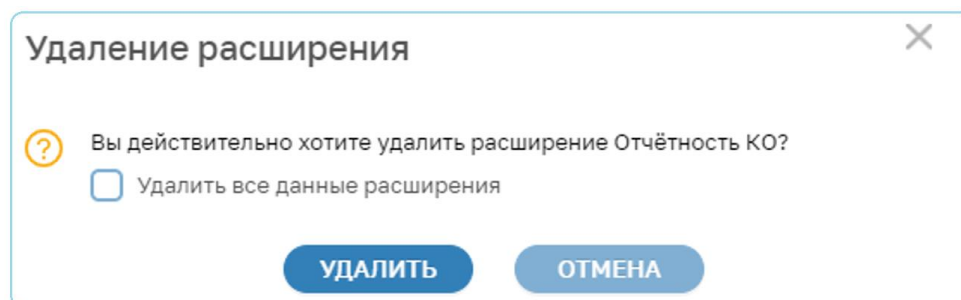 Удаление расширения
Вы действительно хотите удалить расширение Отчётность КО?
Удалить все данные расширения
УДАЛИТЬ ОТМЕНА